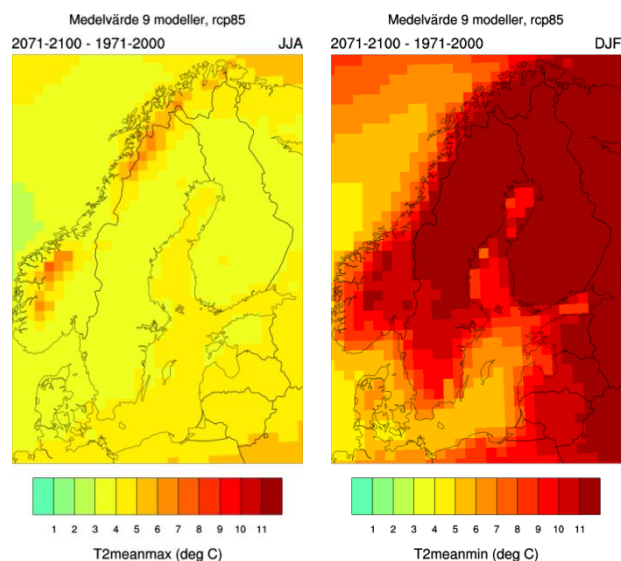 Medelvärde 9 modeller, rcp85
2071-2100 - 1971-2000 JJA
1 2 3 4 5 6 7 8 9 10 11
T2meanmax (deg C)
Medelvärde 9 modeller, rcp85
2071-2100 - 1971-2000 DJF
1 2 3 4 5 6 7 8 9 10 11
T2meanmin (deg C)